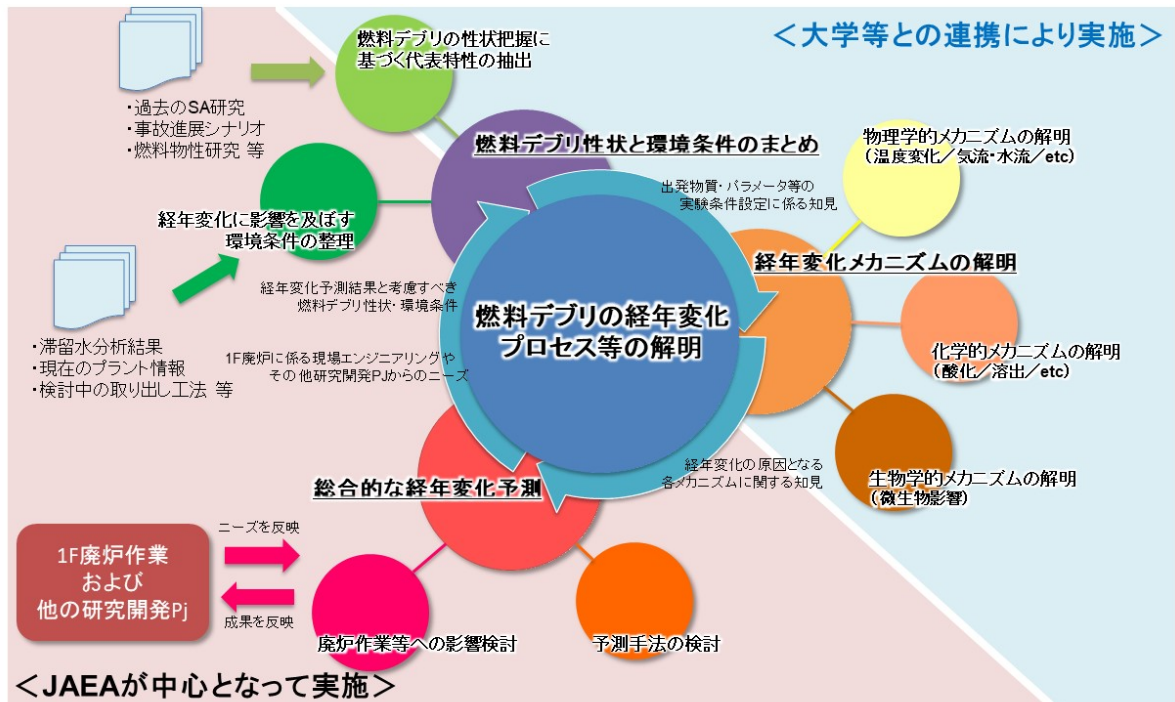 ＜大学等との連携により実施＞
燃料デブリの性状把握に
基づく代表特性の抽出
・過去のSA研究
・事故進展シナリオ
・燃料物性研究 等
燃料デブリ性状と環境条件のまとめ
物理学的メカニズムの解明
（温度変化／気流・水流／etc）
出発物質・パラメータ等の
実験条件設定に係る知見
経年変化に影響を及ぼす
環境条件の整理
経年変化メカニズムの解明
経年変化予測結果と考慮すべき
燃料デブリ性状・環境条件
燃料デブリの経年変化
プロセス等の解明
・滞留水分析結果
・現在のプラント情報
・検討中の取り出し工法 等
1F廃炉に係る現場エンジニアリングや
その他研究開発PJからのニーズ
化学的メカニズムの解明
（酸化／溶出／etc）
経年変化の原因となる
各メカニズムに関する知見
生物学的メカニズムの解明
（微生物影響）
総合的な経年変化予測
ニーズを反映
1F廃炉作業
および
他の研究開発Pj
成果を反映
廃炉作業等への影響検討
予測手法の検討
＜JAEAが中心となって実施＞